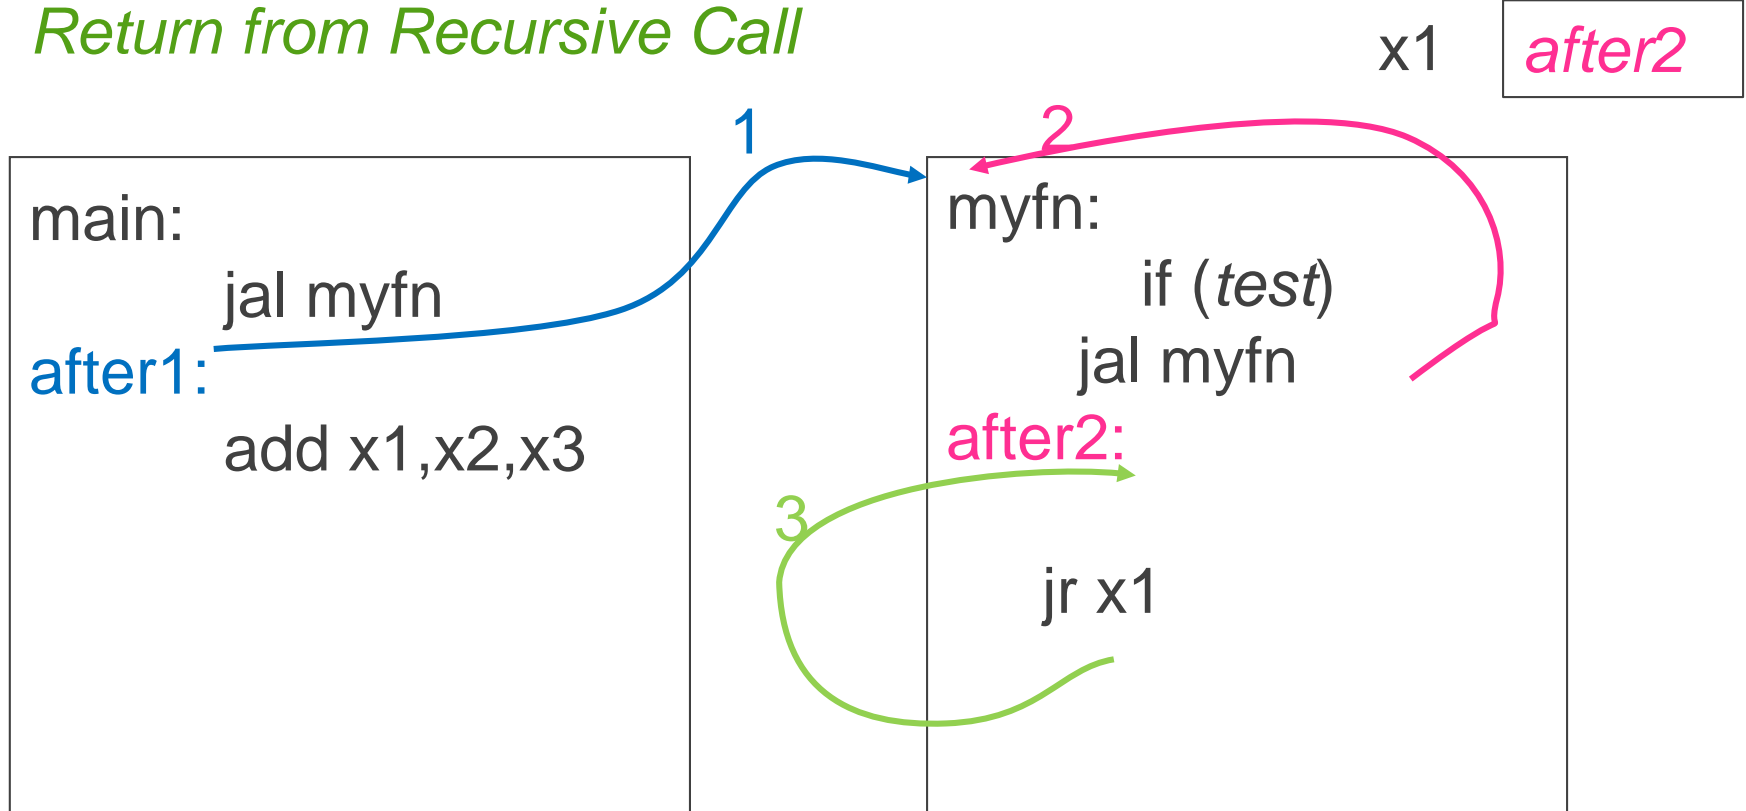 Return from Recursive Call
x1 after2
1
2
main:
jal myfn
after1:
add x1,x2,x3
myfn:
if (test)
jal myfn
after2:
3
jr x1